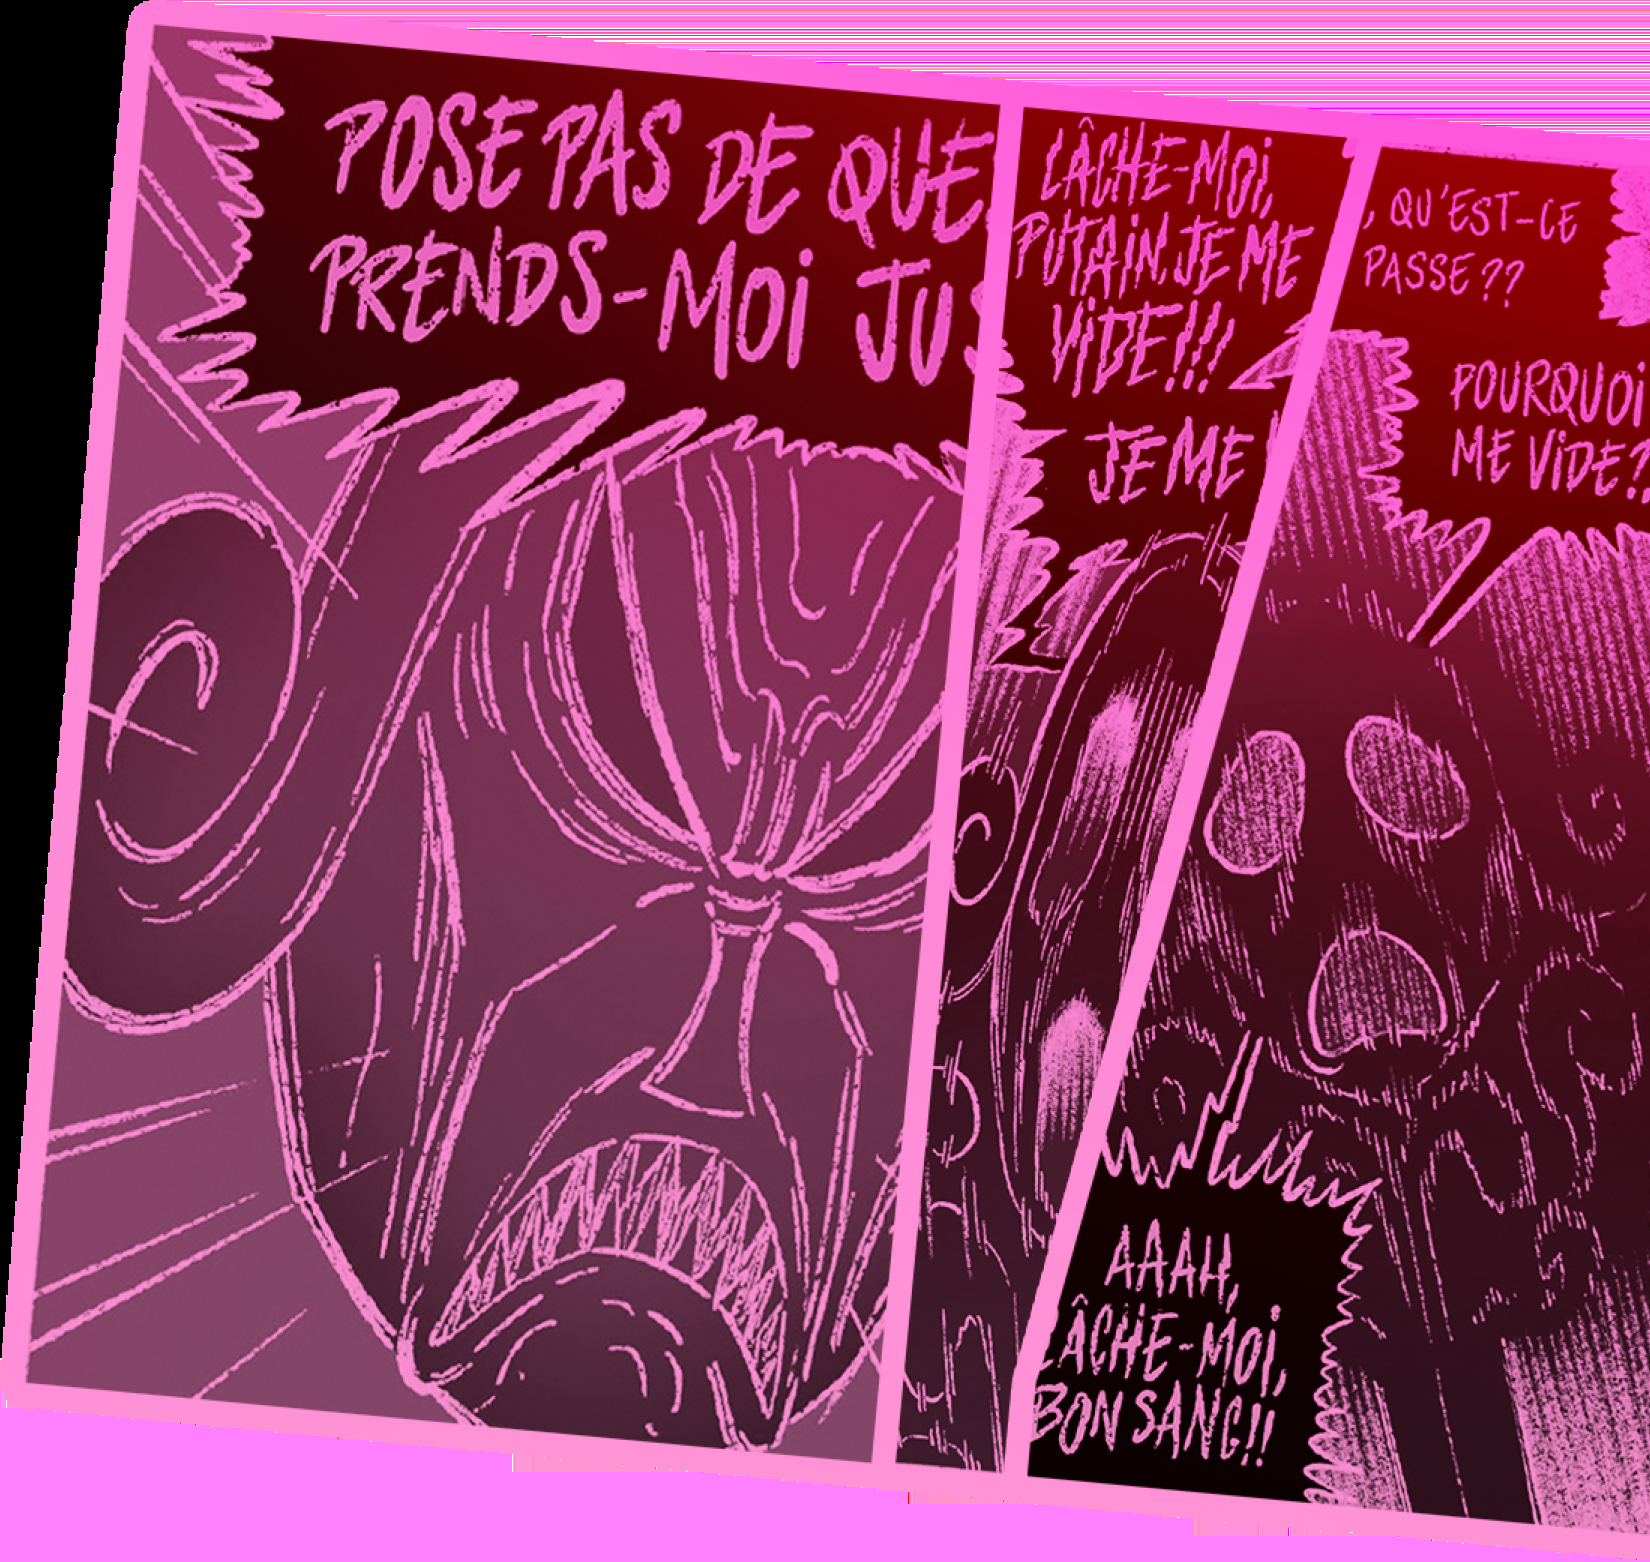 POSE PAS DE QUE
PRENDS-MOI JUS
LÂCHE-MOI,
PUTAIN, JE ME
VIDE!!!
JE ME
, QU'EST-CE
PASSE??
POURQUOI
ME VIDE?
AAAH,
LÂCHE-MOI,
BON SANG!!